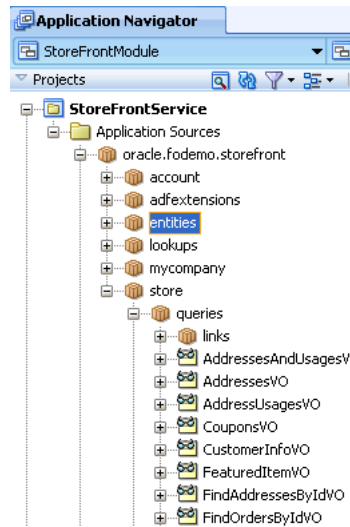 Application Navigator
StoreFrontModule
Projects
StoreFrontService
Application Sources
oracle.fodemo.storefront
account
adfextensions
entities
lookups
mycompany
store
queries
links
AddressesAndUsagesV
AddressesVO
AddressUsagesVO
CouponsVO
CustomerInfoVO
FeaturedItemVO
FindAddressesByIdVO
FindOrdersByIdVO